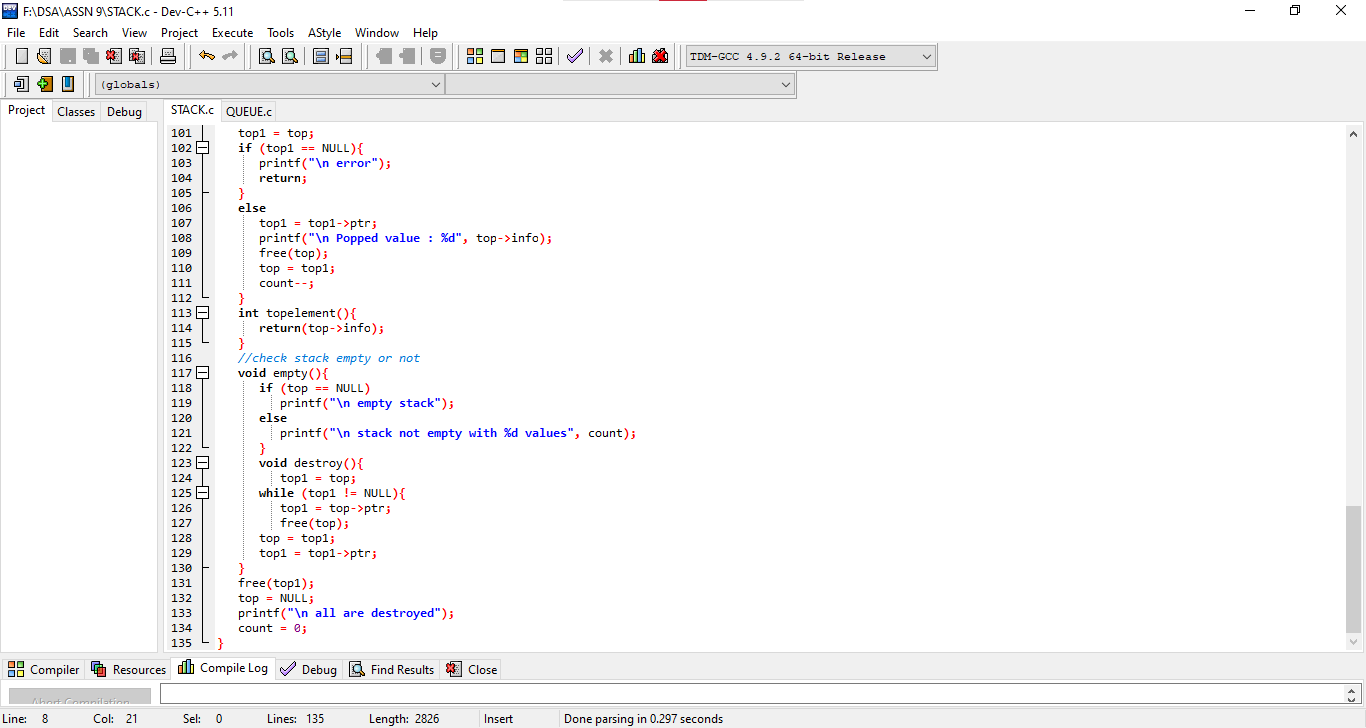 F:\DSA\ASSN 9\STACK.c - Dev-C++ 5.11
File Edit Search View Project Execute Tools AStyle Window Help
TDM-GCC 4.9.2 64-bit Release
(globals)
Project Classes Debug STACK.c QUEUE.c
101 top1 = top;
102 if (top1 == NULL){
103 printf("\n error");
104 return;
105 }
106 else
107 top1 = top1->ptr;
108 printf("\n Popped value : %d", top->info);
109 free(top);
110 top = top1;
111 count--;
112 }
113 int topelement(){
114 return(top->info);
115 }
116 //check stack empty or not
117 void empty(){
118 if (top == NULL)
119 printf("\n empty stack");
120 else
121 printf("\n stack not empty with %d values", count);
122 }
123 void destroy(){
124 top1 = top;
125 while (top1 != NULL){
126 top1 = top->ptr;
127 free(top);
128 top = top1;
129 top1 = top1->ptr;
130 }
131 free(top1);
132 top = NULL;
133 printf("\n all are destroyed");
134 count = 0;
135 }
Compiler Resources Compile Log Debug Find Results Close
Abort Compilation
Line: 8 Col: 21 Sel: 0 Lines: 135 Length: 2826 Insert Done parsing in 0.297 seconds